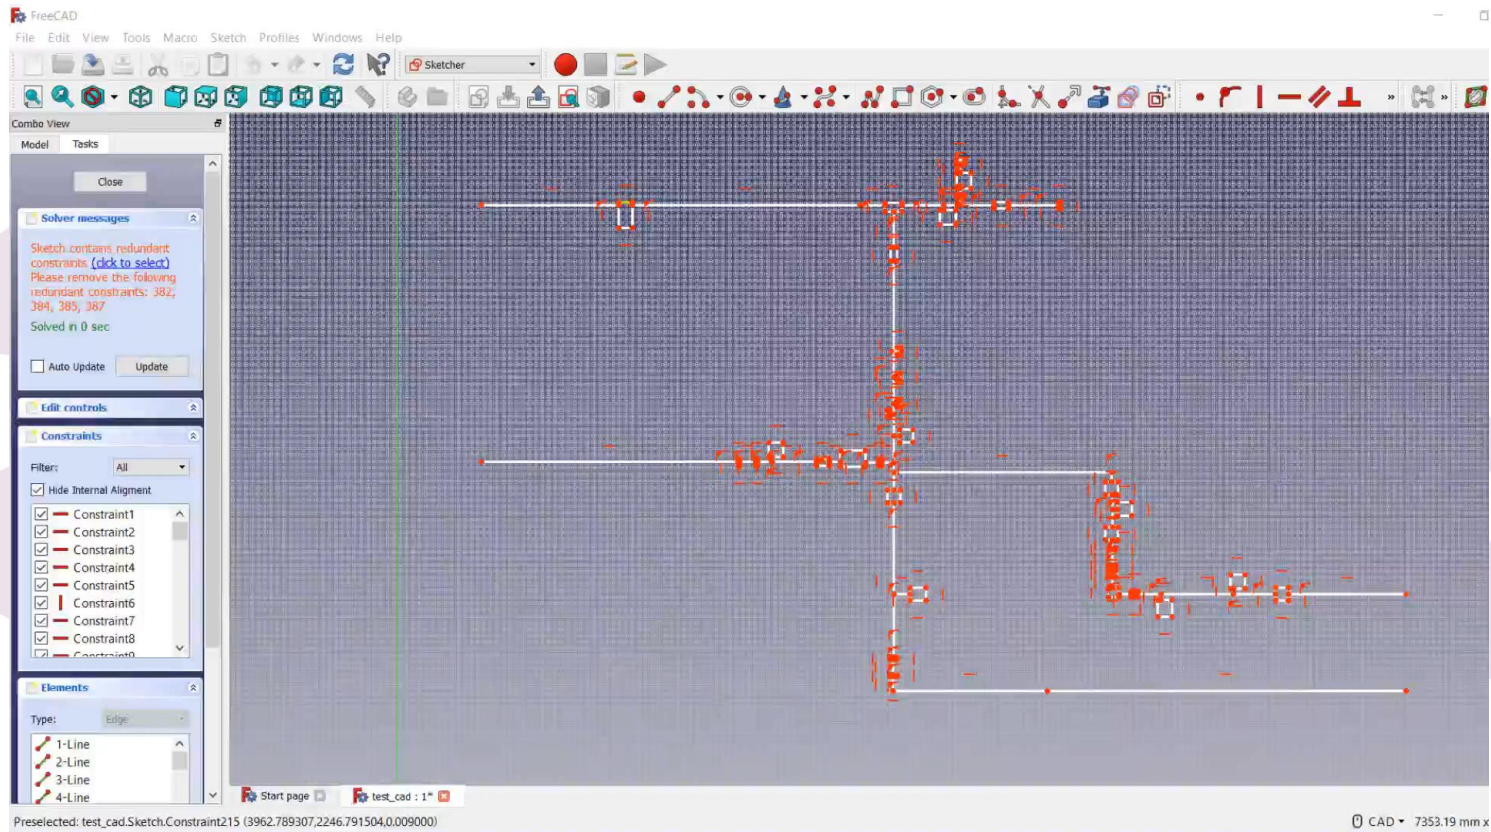 FreeCAD
File Edit View Tools Macro Sketch Profiles Windows Help
Sketcher
»
»
Combo View
Model Tasks
Close
Solver messages
Sketch contains redundant
constraints (click to select)
Please remove the following
redundant constraints: 382,
384, 385, 387
Solved in 0 sec
Auto Update Update
Edit controls
Constraints
Filter: All
Hide Internal Aligment
Constraint1
Constraint2
Constraint3
Constraint4
Constraint5
Constraint6
Constraint7
Constraint8
Constraint9
Elements
Type: Edge
1-Line
2-Line
3-Line
4-Line
Start page test_cad : 1*
Preselected: test_cad.Sketch.Constraint215 (3962.789307,2246.791504,0.009000) CAD 7353.19 mm x